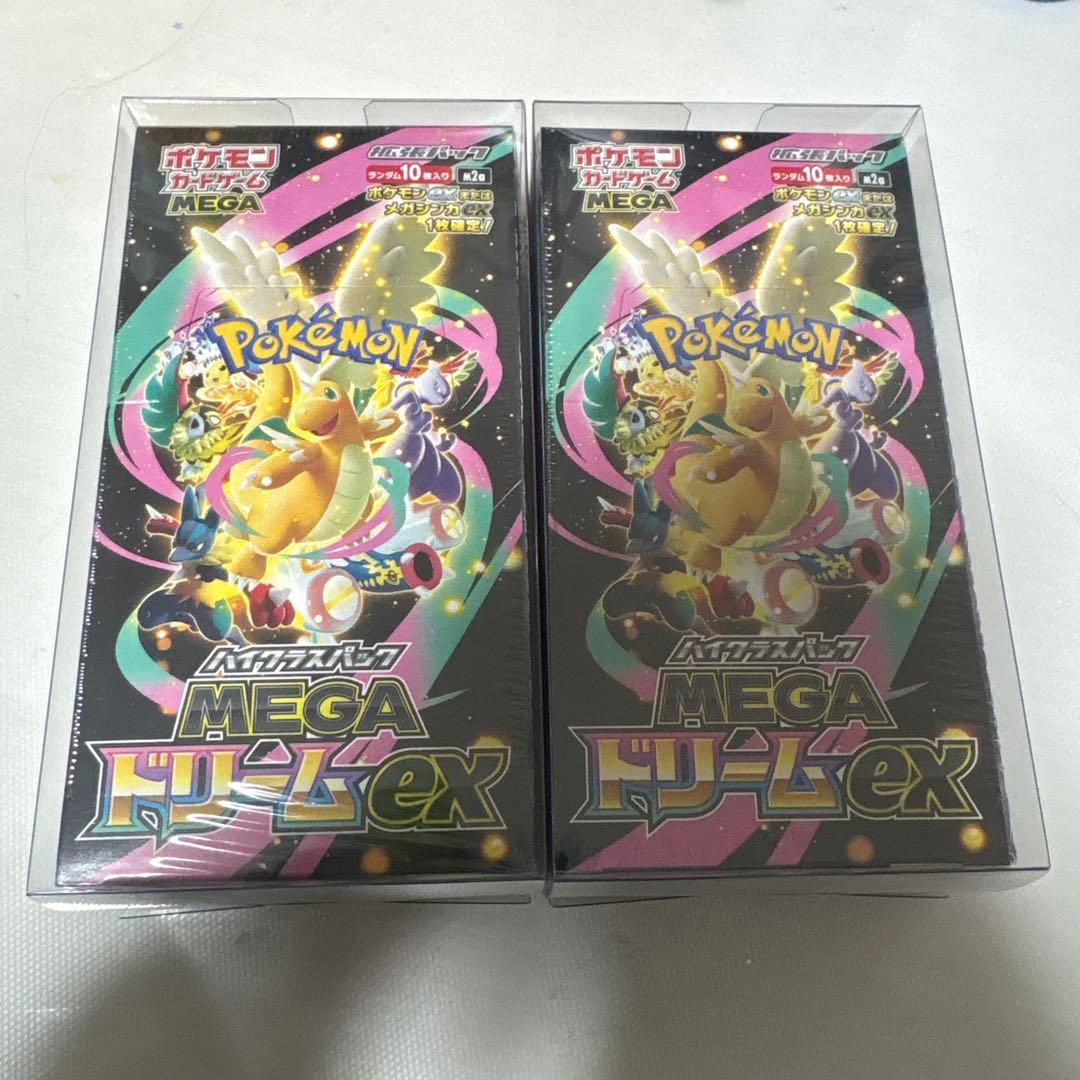 ポケモン
カードゲーム
MEGA
拡張パック
ランダム10枚入り m2a
ポケモンexまたは
メガシンカex
1枚確定!
POKéMON
ハイクラスパック
MEGA
ドリームex
ポケモン
カードゲーム
MEGA
拡張パック
ランダム10枚入り m2a
ポケモンexまたは
メガシンカex
1枚確定!
POKéMON
ハイクラスパック
MEGA
ドリームex